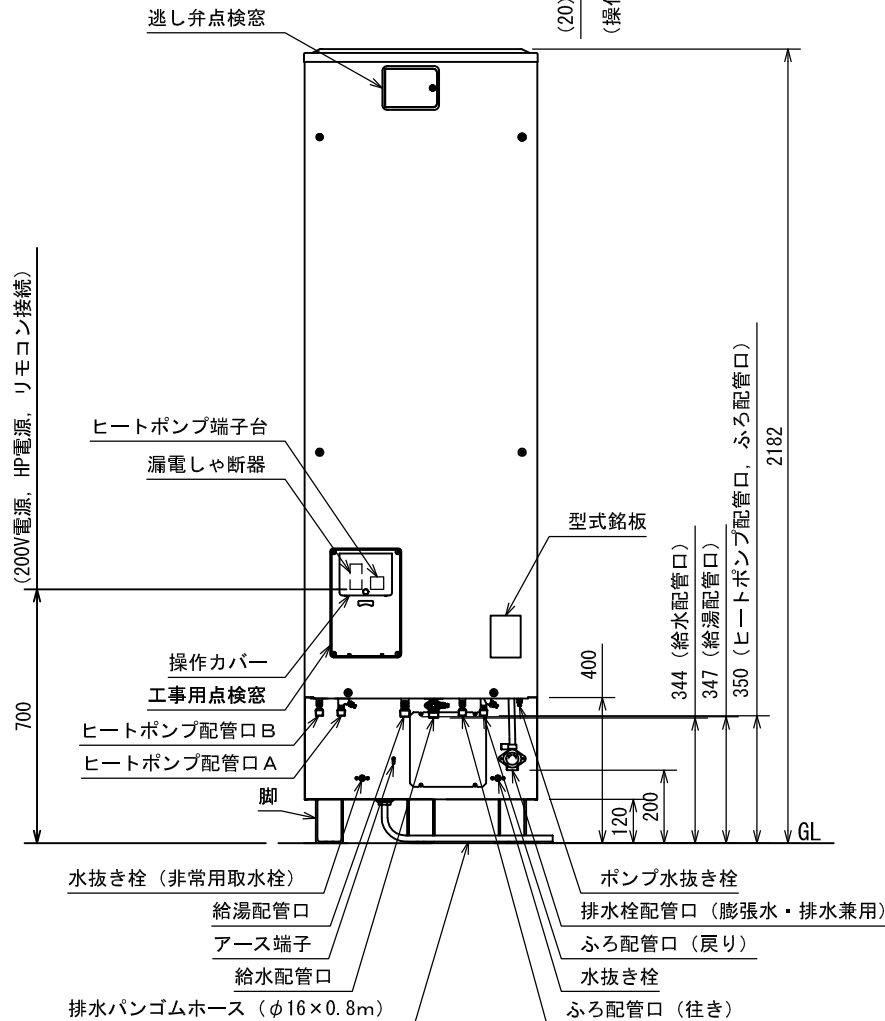 (20)
(操作
逃し弁点検窓
(200V電源, HP電源, リモコン接続)
ヒートポンプ端子台
漏電しゃ断器
型式銘板
操作カバー
工事用点検窓
ヒートポンプ配管口B
ヒートポンプ配管口A
脚
700
400
344 (給水配管口)
347 (給湯配管口)
350 (ヒートポンプ配管口, ふろ配管口)
2182
120
200
GL
水抜き栓 (非常用取水栓)
給湯配管口
アース端子
給水配管口
排水パンゴムホース (φ16×0.8m)
ポンプ水抜き栓
排水栓配管口 (膨張水・排水兼用)
ふろ配管口 (戻り)
水抜き栓
ふろ配管口 (往き)